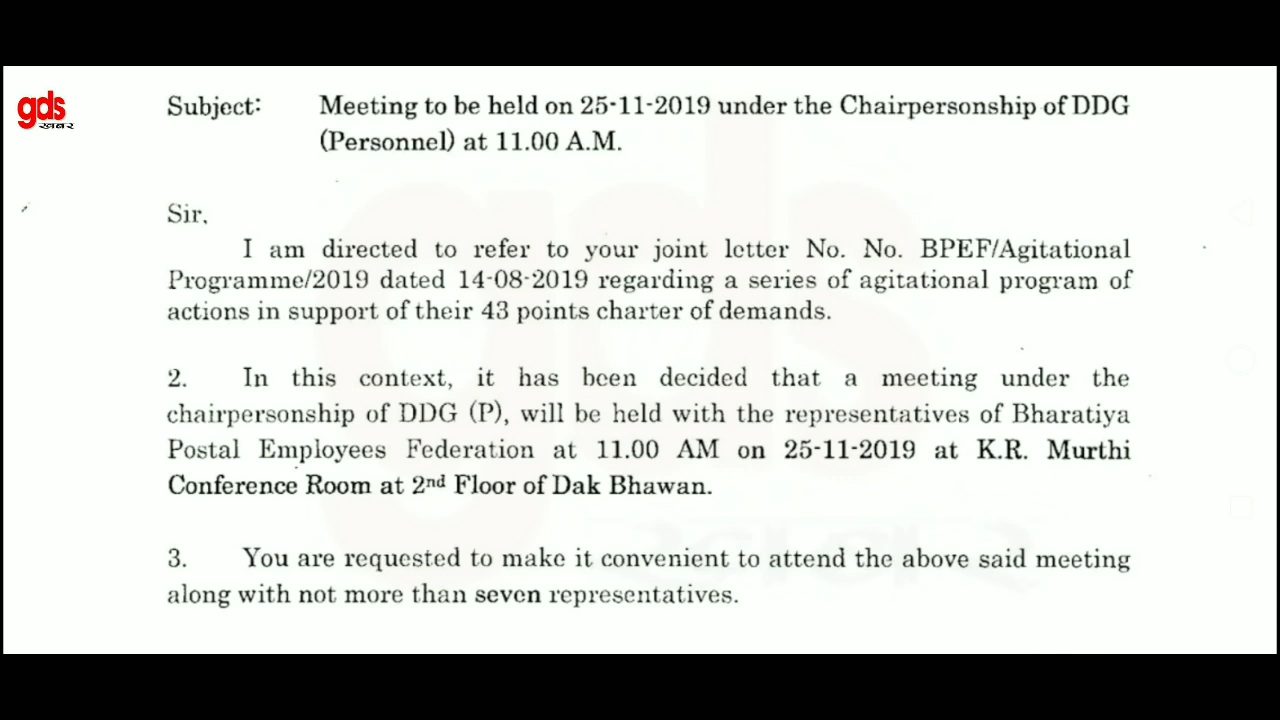 gds
खबर
Subject: Meeting to be held on 25-11-2019 under the Chairpersonship of DDG
(Personnel) at 11.00 A.M.
Sir,
I am directed to refer to your joint letter No. No. BPEF/Agitational
Programme/2019 dated 14-08-2019 regarding a series of agitational program of
actions in support of their 43 points charter of demands.
2. In this context, it has been decided that a meeting under the
chairpersonship of DDG (P), will be held with the representatives of Bharatiya
Postal Employees Federation at 11.00 AM on 25-11-2019 at K.R. Murthi
Conference Room at 2nd Floor of Dak Bhawan.
3. You are requested to make it convenient to attend the above said meeting
along with not more than seven representatives.